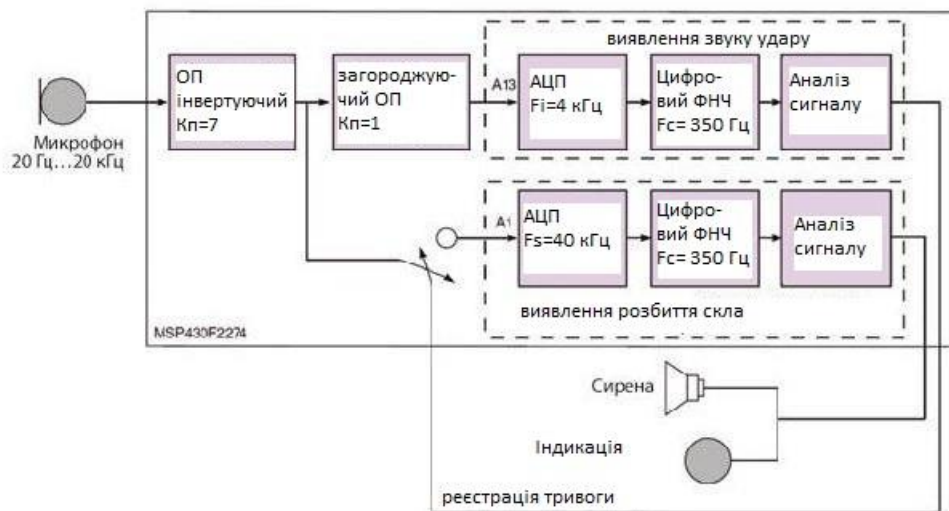 виявлення звуку удару
ОП
інвертуючий
Кп=7
загороджую-
чий ОП
Кп=1
A13
АЦП
Fi=4 кГц
Цифро-
вий ФНЧ
Fc= 350 Гц
Аналіз
сигналу
Микрофон
20 Гц...20 кГц
A1
АЦП
Fs=40 кГц
Цифро-
вий ФНЧ
Fc= 350 Гц
Аналіз
сигналу
виявлення розбиття скла
MSP430F2274
Сирена
Індикація
реєстрація тривоги